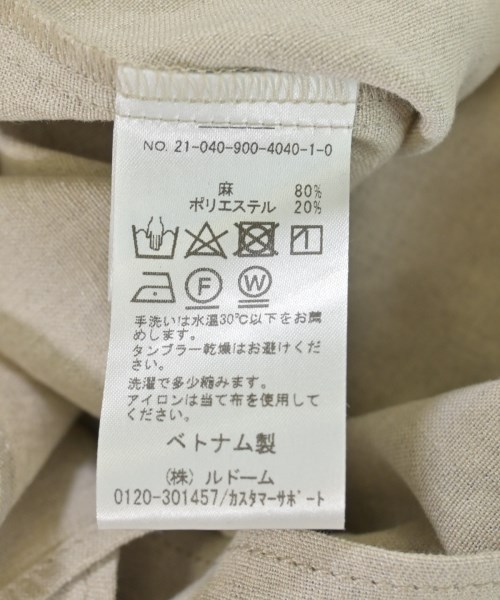 NO. 21-040-900-4040-1-0
麻 80%
ポリエステル 20%
F W
手洗いは水温30℃以下をお薦
めします。
タンブラー乾燥はお避けくだ
さい。
洗濯で多少縮みます。
アイロンは当て布を使用して
ください。
ベトナム製
(株) ルドーム
0120-301457/カスタマーサポート